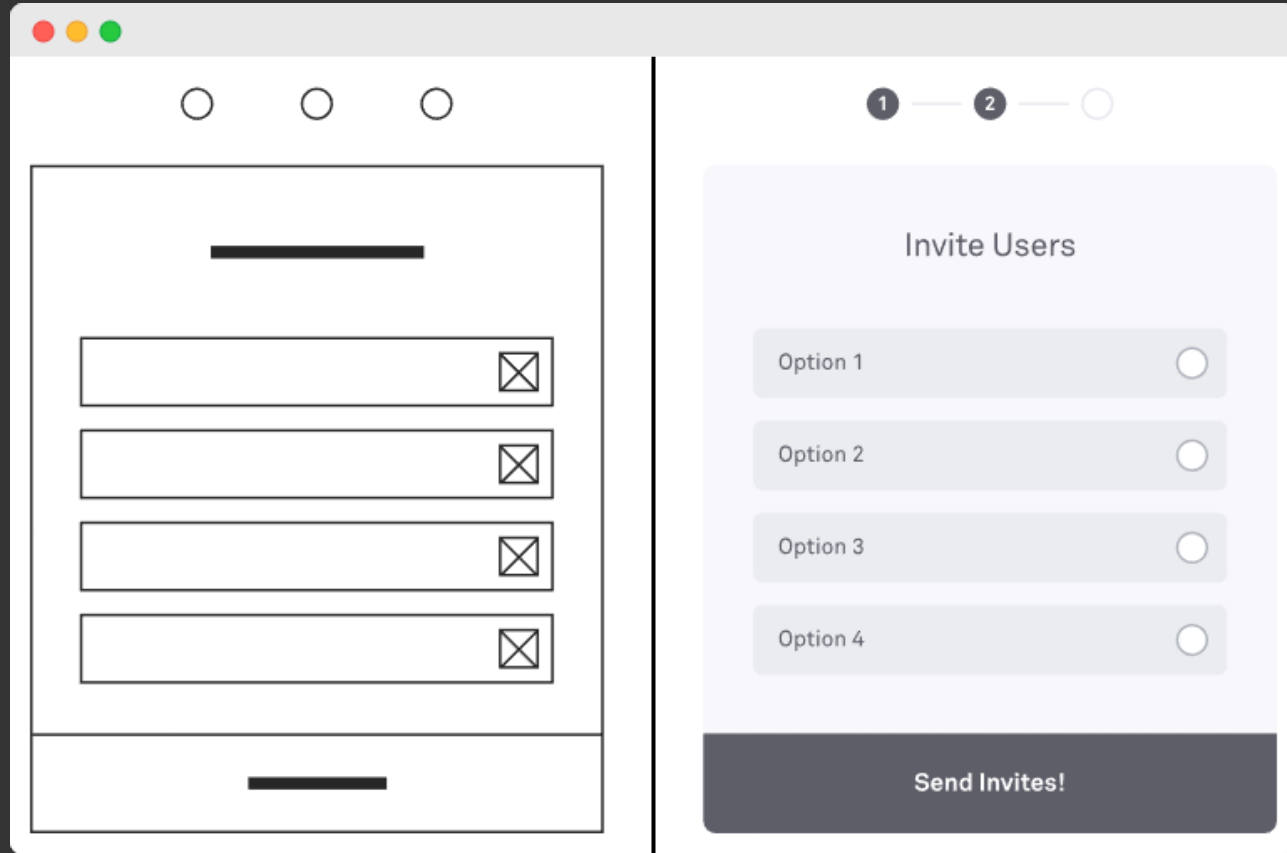 1 2
Invite Users
Option 1
Option 2
Option 3
Option 4
Send Invites!